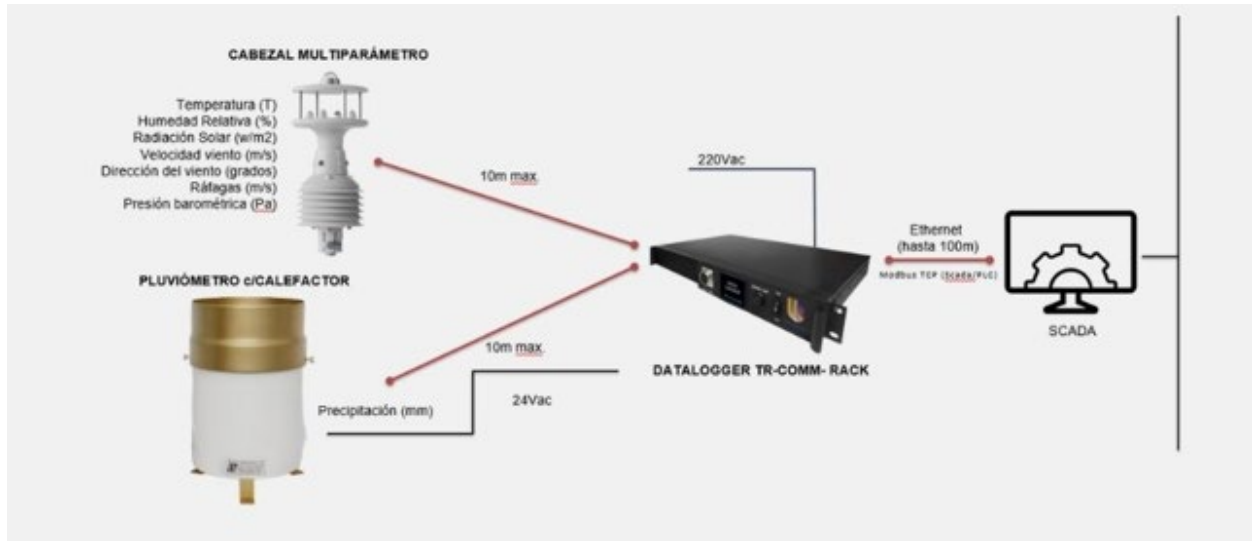 CABEZAL MULTIPARÁMETRO
Temperatura (T)
Humedad Relativa (%)
Radiación Solar (w/m2)
Velocidad viento (m/s)
Dirección del viento (grados)
Ráfagas (m/s)
Presión barométrica (Pa)
10m max.
220Vac
Ethernet
(hasta 100m)
Modbus TCP (Scada/PLC)
SCADA
PLUVIÓMETRO c/CALEFACTOR
10m max.
DATALOGGER TR-COMM- RACK
24Vac
Precipitación (mm)